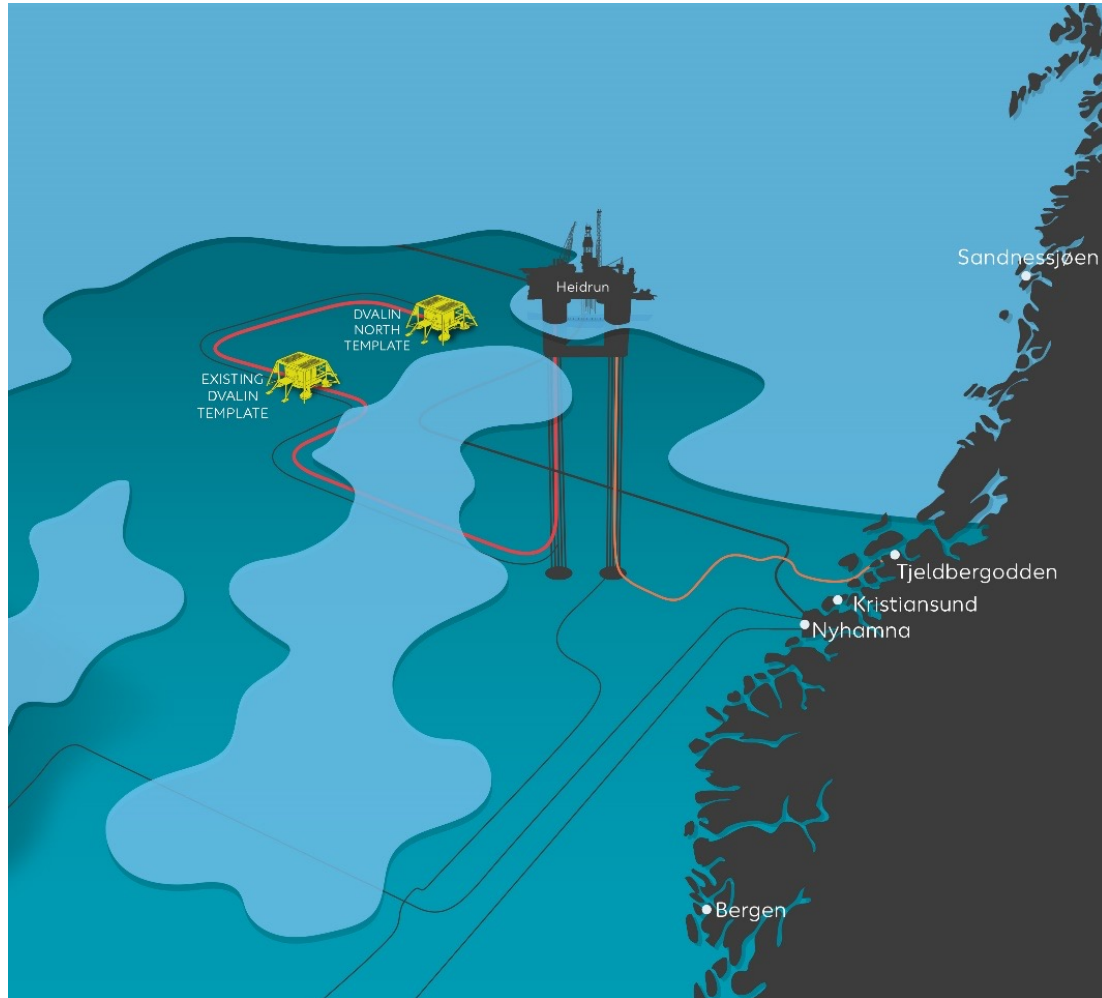 Sandnessjøen
Heidrun
DVALIN
NORTH
TEMPLATE
EXISTING
DVALIN
TEMPLATE
Tjeldbergodden
Kristiansund
Nyhamna
Bergen